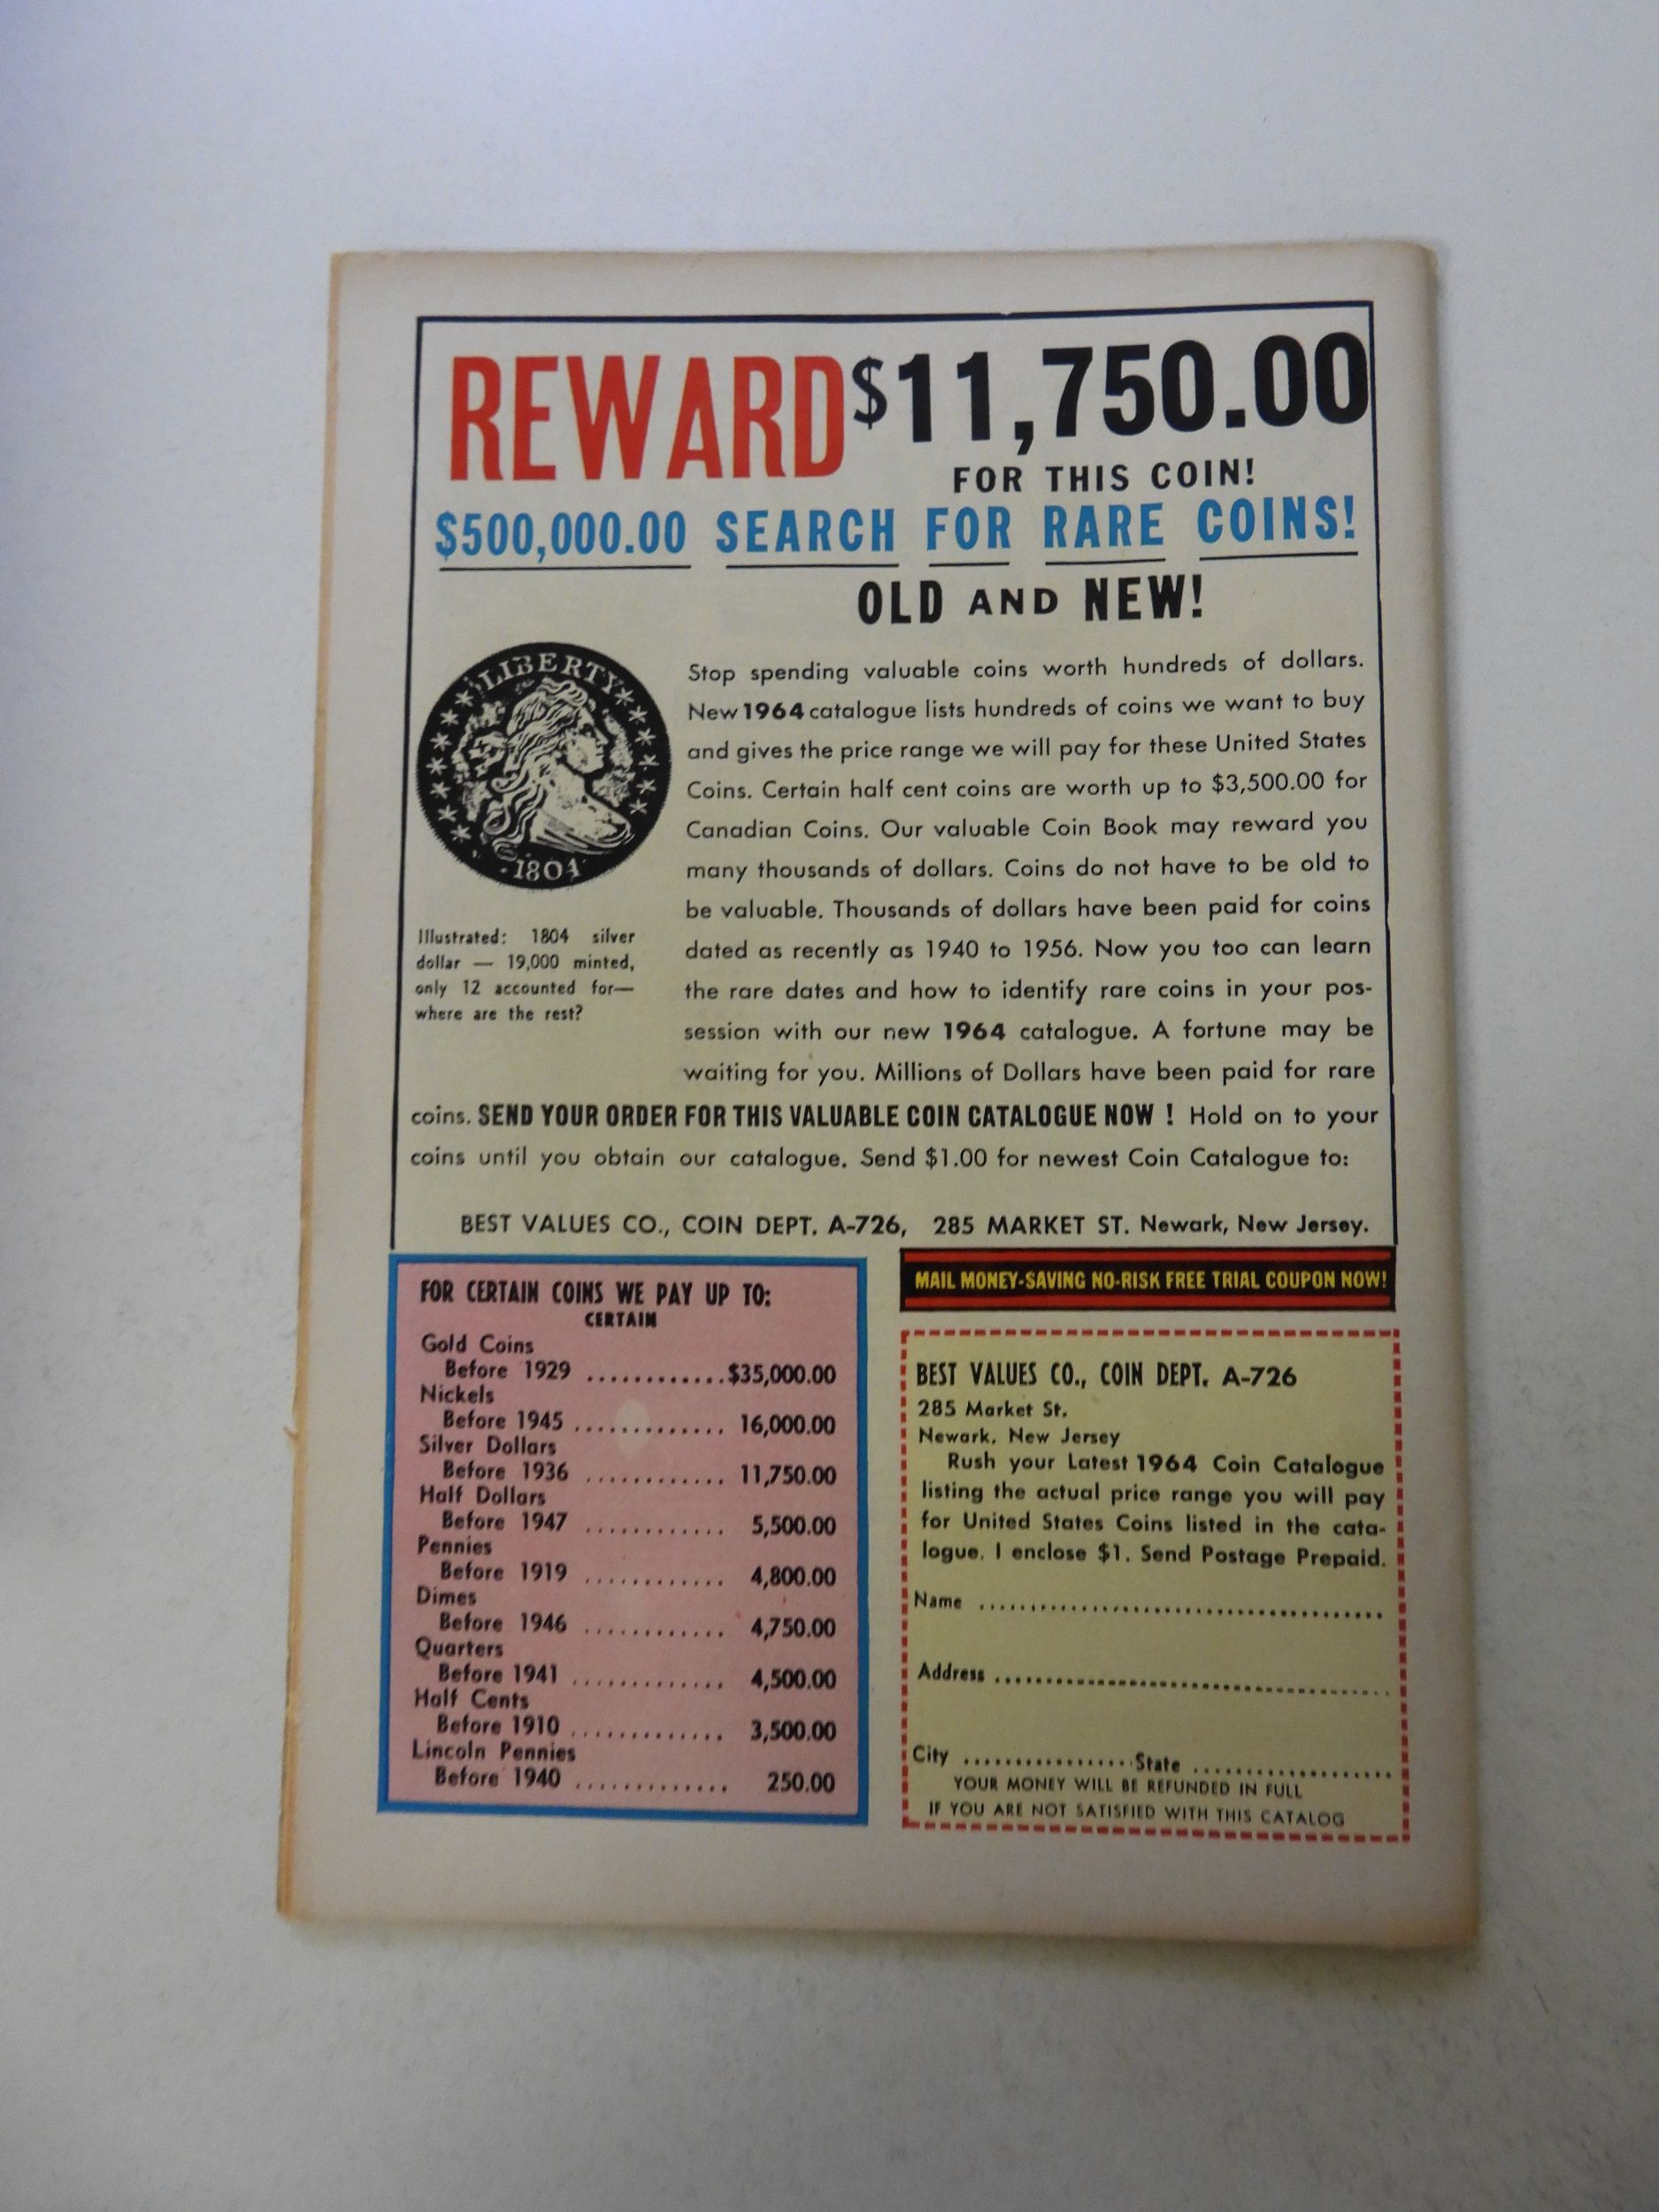 REWARD $11,750.00
FOR THIS COIN!
$500,000.00 SEARCH FOR RARE COINS!
OLD AND NEW!
LIBERTY
1804
Illustrated: 1804 silver
dollar — 19,000 minted,
only 12 accounted for—
where are the rest?
Stop spending valuable coins worth hundreds of dollars.
New 1964 catalogue lists hundreds of coins we want to buy
and gives the price range we will pay for these United States
Coins. Certain half cent coins are worth up to $3,500.00 for
Canadian Coins. Our valuable Coin Book may reward you
many thousands of dollars. Coins do not have to be old to
be valuable. Thousands of dollars have been paid for coins
dated as recently as 1940 to 1956. Now you too can learn
the rare dates and how to identify rare coins in your pos-
session with our new 1964 catalogue. A fortune may be
waiting for you. Millions of Dollars have been paid for rare
coins. SEND YOUR ORDER FOR THIS VALUABLE COIN CATALOGUE NOW ! Hold on to your
coins until you obtain our catalogue. Send $1.00 for newest Coin Catalogue to:
BEST VALUES CO., COIN DEPT. A-726, 285 MARKET ST. Newark, New Jersey.
FOR CERTAIN COINS WE PAY UP TO:
CERTAIN
Gold Coins
Before 1929 ............$35,000.00
Nickels
Before 1945 ............. 16,000.00
Silver Dollars
Before 1936 ............ 11,750.00
Half Dollars
Before 1947 ............ 5,500.00
Pennies
Before 1919 ............ 4,800.00
Dimes
Before 1946 ............ 4,750.00
Quarters
Before 1941 ............. 4,500.00
Half Cents
Before 1910 ............. 3,500.00
Lincoln Pennies
Before 1940 ............. 250.00
MAIL MONEY-SAVING NO-RISK FREE TRIAL COUPON NOW!
BEST VALUES CO., COIN DEPT. A-726
285 Market St.
Newark, New Jersey
Rush your Latest 1964 Coin Catalogue
listing the actual price range you will pay
for United States Coins listed in the cata-
logue. I enclose $1. Send Postage Prepaid.
Name ........................................
Address ........................................
City ................. State ....................
YOUR MONEY WILL BE REFUNDED IN FULL
IF YOU ARE NOT SATISFIED WITH THIS CATALOG